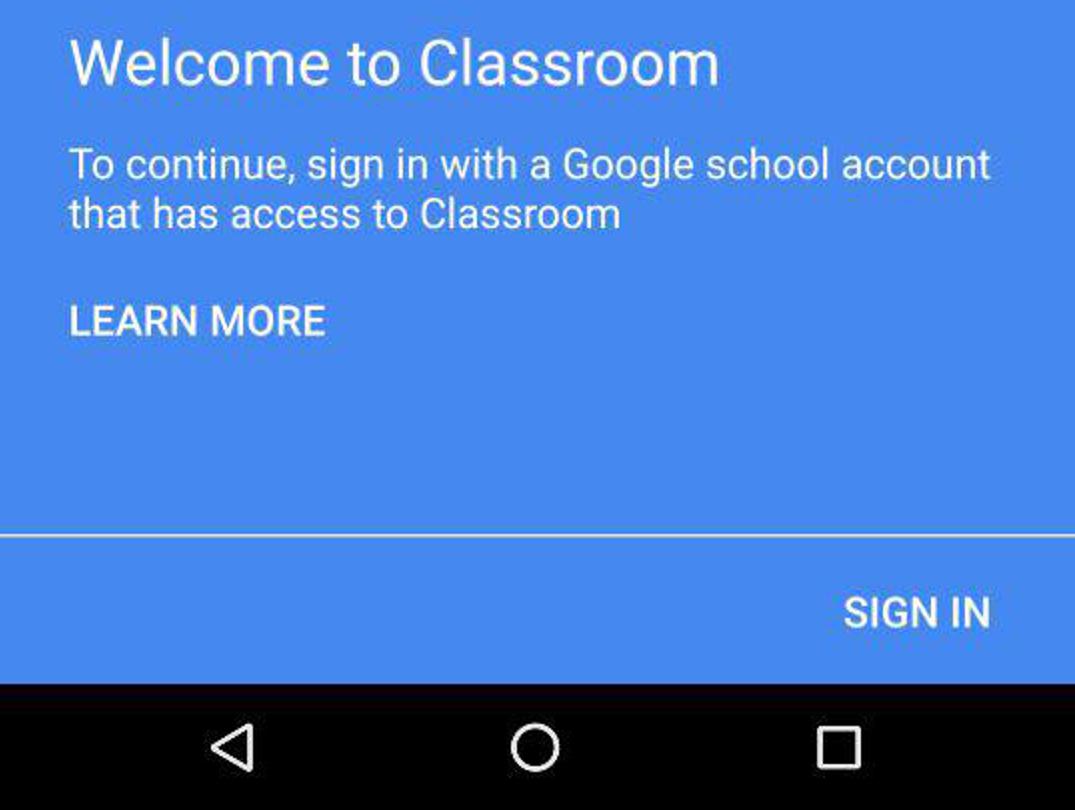 Welcome to Classroom
To continue, sign in with a Google school account
that has access to Classroom
LEARN MORE
SIGN IN